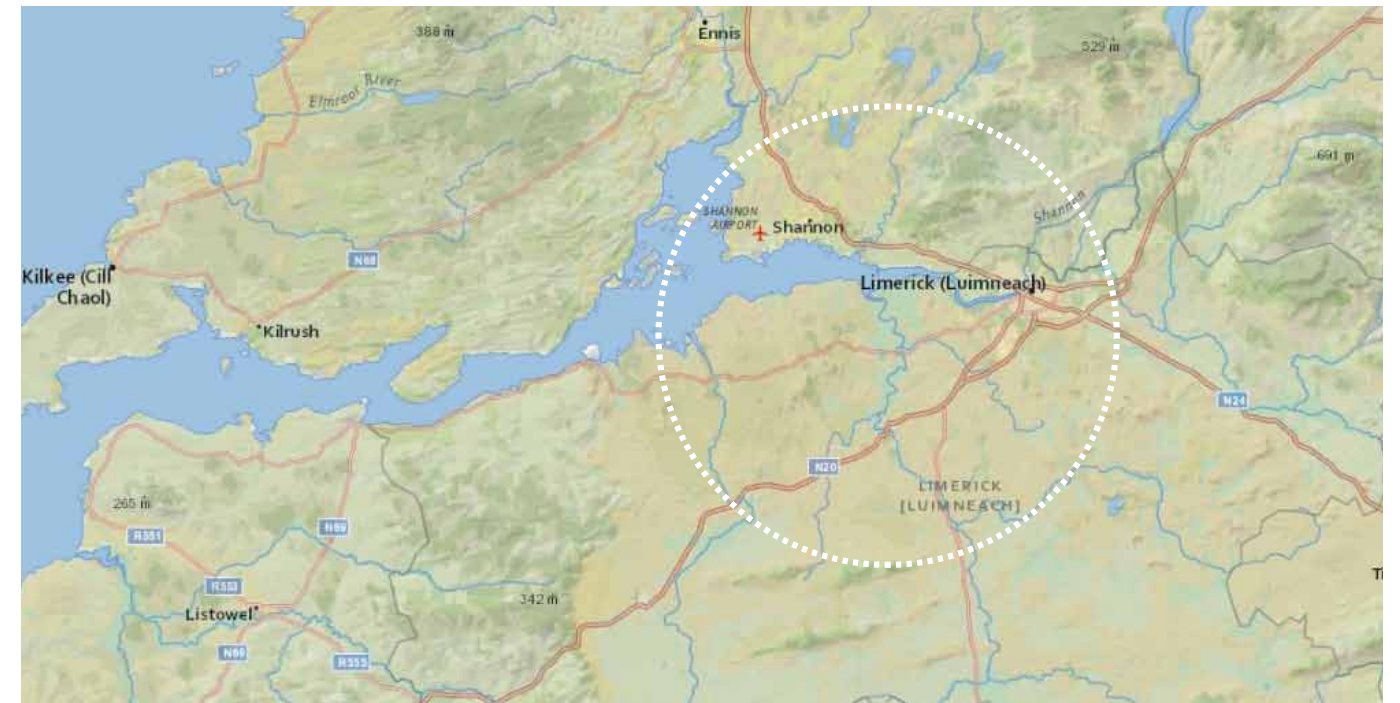 388 m
Ennis
529 m
Elmroor River
691 m
Shannon
SHANNON
AIRPORT
Shannon
N68
Kilkee (Cill
Chaol)
Limerick (Luimneach)
Kilrush
N24
N20
LIMERICK
[LUIMNEACH]
265 m
N69
R551
R553
342 m
Listowel
N69
R555